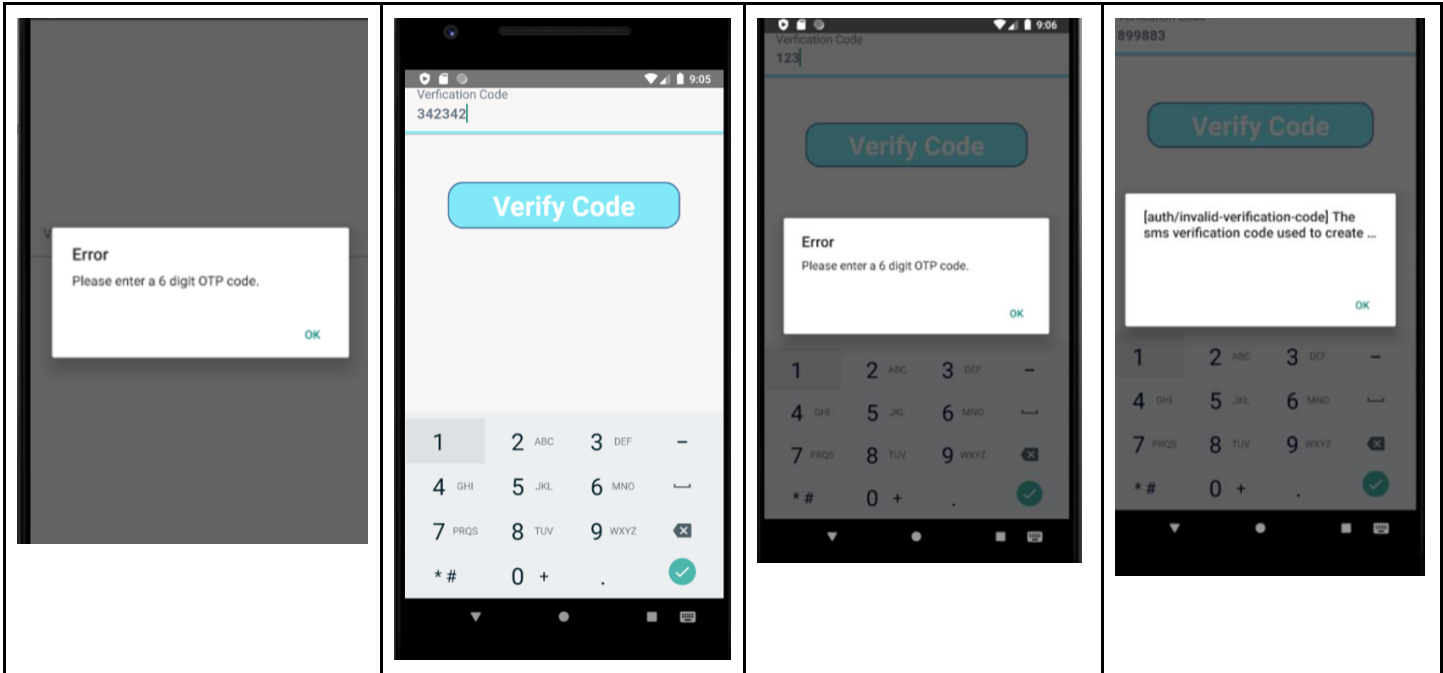 V
Error
Please enter a 6 digit OTP code.
OK
9:05
Verfication Code
342342
Verify Code
1
2 ABC
3 DEF
-
4 GHI
5 JKL
6 MNO
7 PRQS
8 TUV
9 WXYZ
* #
0 +
.
9:06
Verfication Code
123
Verify Code
Error
Please enter a 6 digit OTP code.
OK
1
2 ABC
3 DEF
-
4 GHI
5 JKL
6 MNO
7 PRQS
8 TUV
9 WXYZ
* #
0 +
.
899883
Verify Code
[auth/invalid-verification-code] The
sms verification code used to create ...
OK
1
2 ABC
3 DEF
-
4 GHI
5 JKL
6 MNO
7 PRQS
8 TUV
9 WXYZ
* #
0 +
.